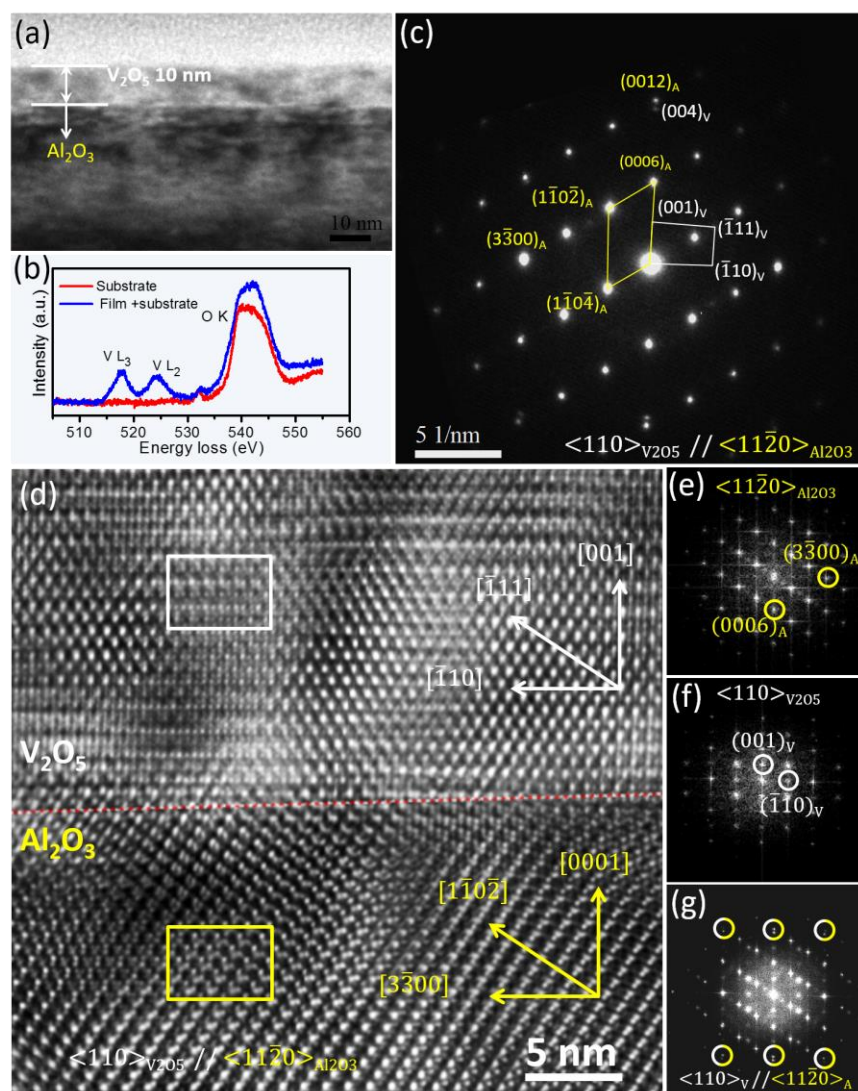 (a)
V₂O₅ 10 nm
Al₂O₃
10 nm
(b)
Substrate
Film +substrate
O K
V L₃
V L₂
Intensity (a.u.)
510 520 530 540 550 560
Energy loss (eV)
(c)
(0012)A
(004)V
(0006)A
(11̅02̅)A
(001)V
(1̅11)V
(33̅00)A
(1̅10)V
(11̅04̅)A
5 1/nm
<110>V2O5 // <112̅0>Al2O3
(d)
[001]
[1̅11]
[1̅10]
V₂O₅
Al₂O₃
[0001]
[11̅02̅]
[33̅00]
<110>V2O5 // <112̅0>Al2O3
5 nm
(e)
<112̅0>Al2O3
(33̅00)A
(0006)A
(f)
<110>V2O5
(001)V
(1̅10)V
(g)
<110>V//<112̅0>A